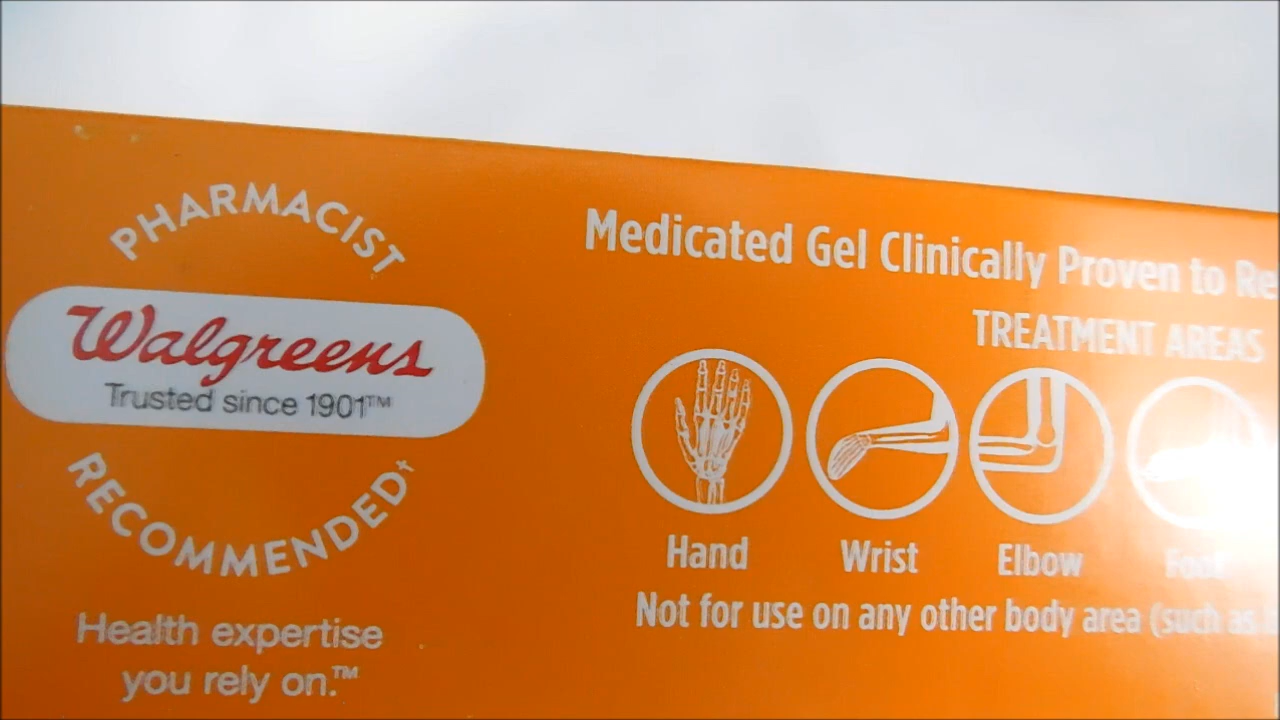 PHARMACIST
Walgreens
Trusted since 1901™
RECOMMENDED†
Health expertise
you rely on.™
Medicated Gel Clinically Proven to Re
TREATMENT AREAS
Hand Wrist Elbow Foot
Not for use on any other body area (such as